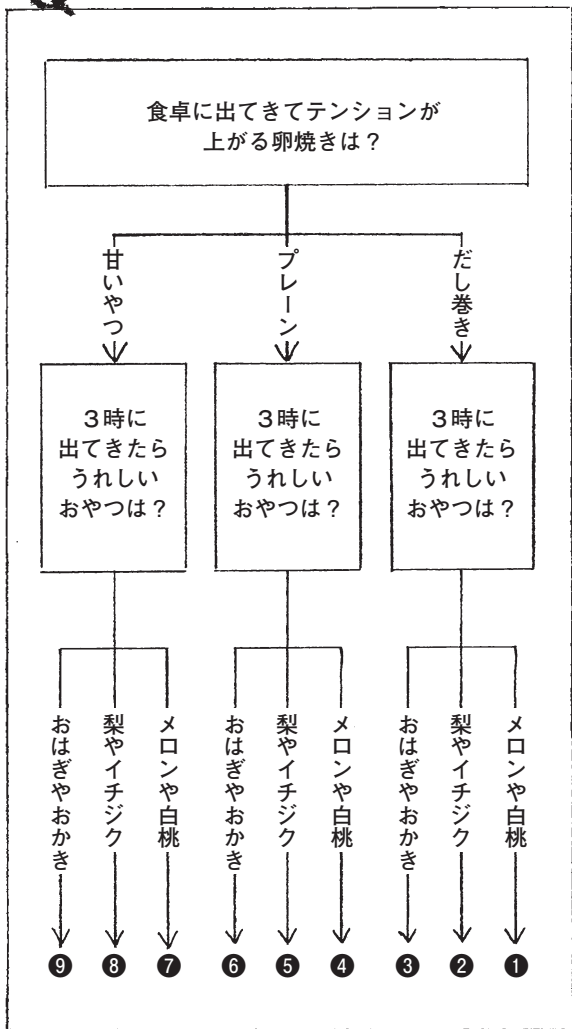 食卓に出てきてテンションが
上がる卵焼きは？
だし巻き
プレーン
甘いやつ
3時に
出てきたら
うれしい
おやつは？
3時に
出てきたら
うれしい
おやつは？
3時に
出てきたら
うれしい
おやつは？
メロンや白桃
梨やイチジク
おはぎやおかき
メロンや白桃
梨やイチジク
おはぎやおかき
メロンや白桃
梨やイチジク
おはぎやおかき
❶
❷
❸
❹
❺
❻
❼
❽
❾